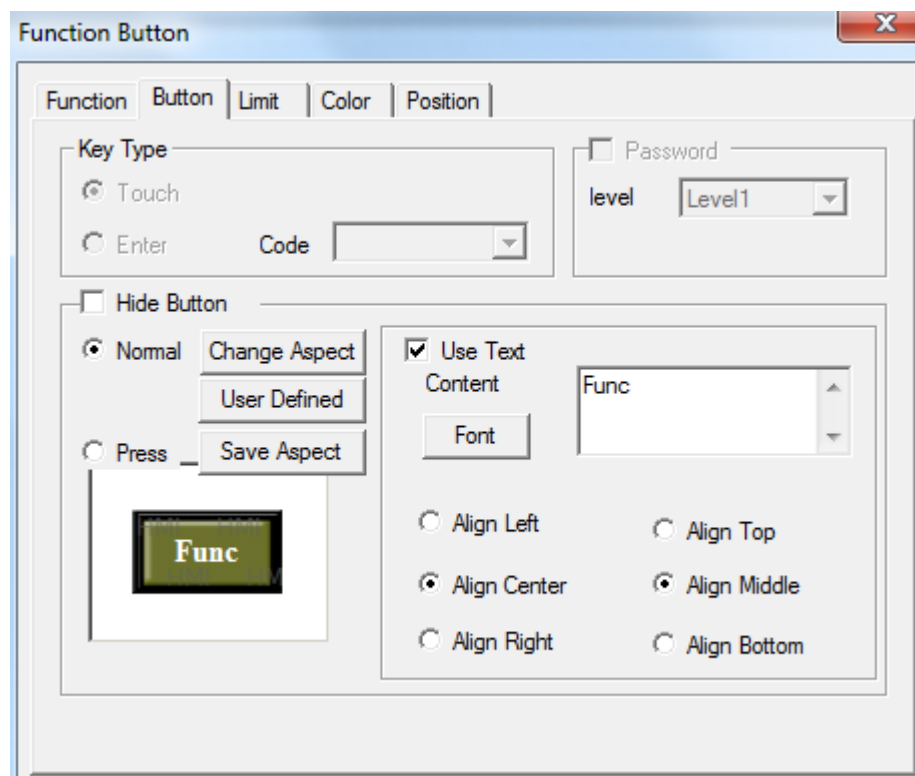 Function Button
Function Button Limit Color Position
Key Type
Touch
Enter Code
Password
level Level1
Hide Button
Normal Change Aspect
User Defined
Press Save Aspect
Func
Use Text
Content Func
Font
Align Left Align Top
Align Center Align Middle
Align Right Align Bottom